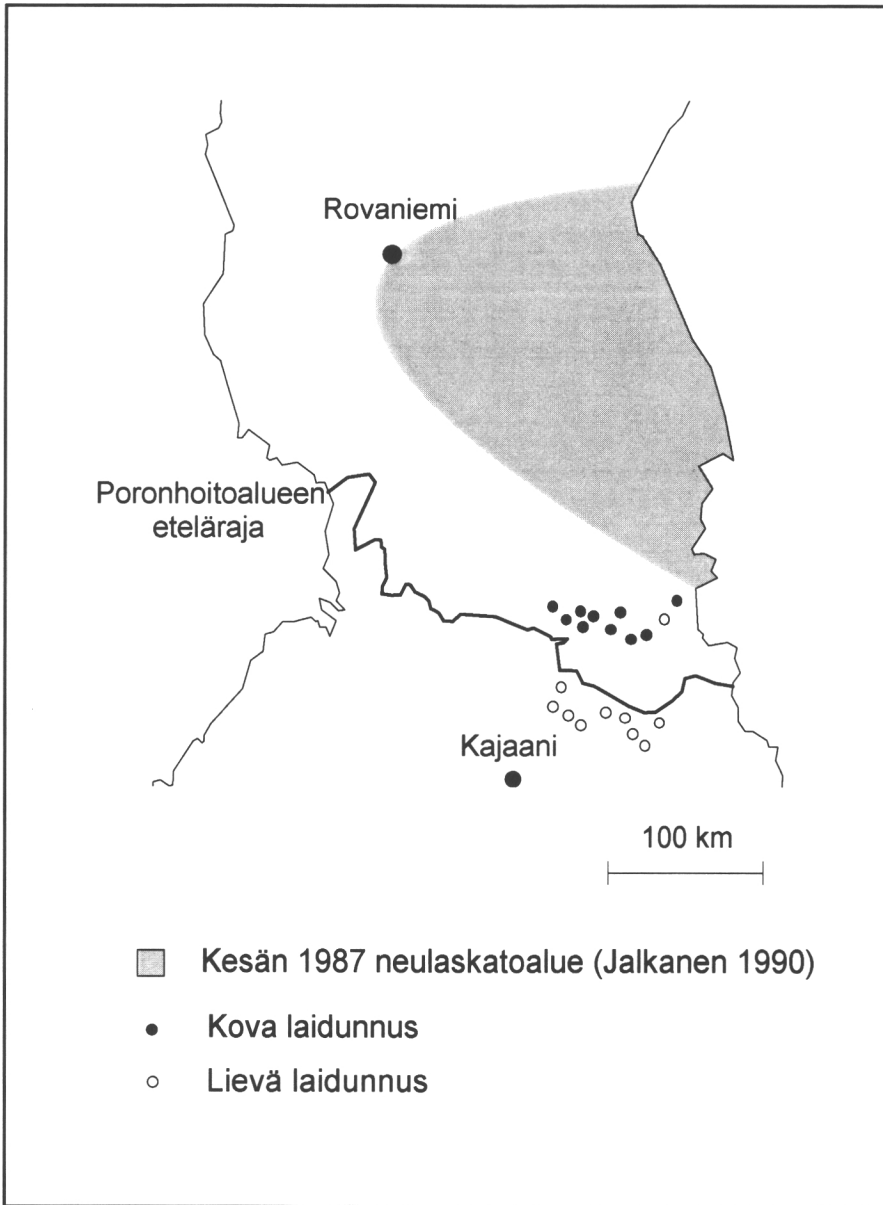 Rovaniemi
Poronhoitoalueen
eteläraja
Kajaani
100 km
Kesän 1987 neulaskatoalue (Jalkanen 1990)
Kova laidunnus
Lievä laidunnus